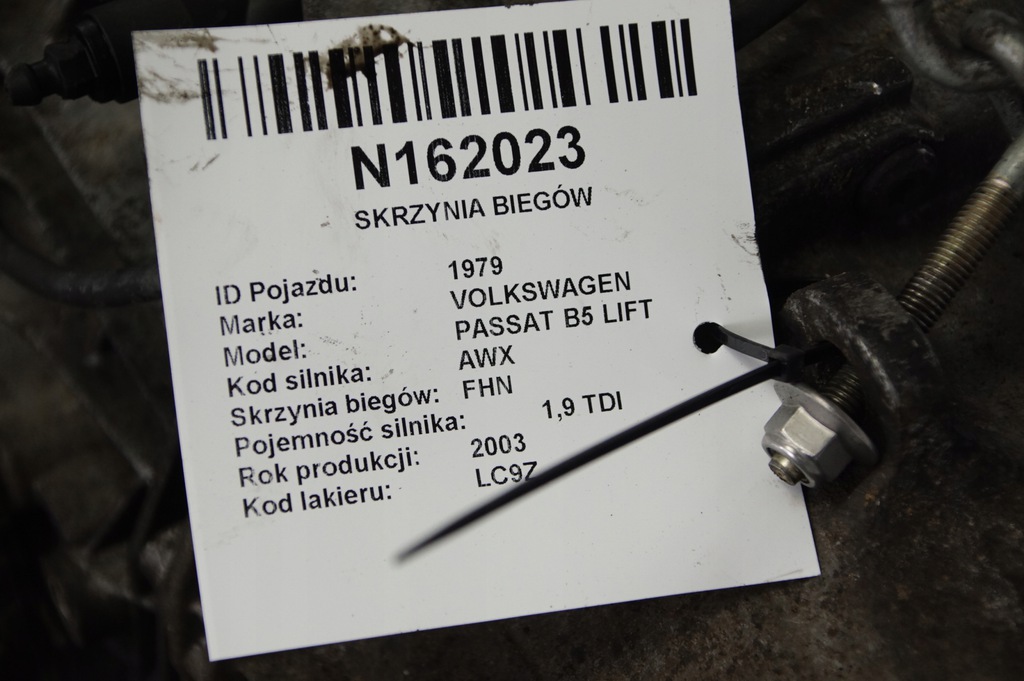 N162023
SKRZYNIA BIEGÓW
ID Pojazdu: 1979
Marka: VOLKSWAGEN
Model: PASSAT B5 LIFT
Kod silnika: AWX
Skrzynia biegów: FHN
Pojemność silnika: 1,9 TDI
Rok produkcji: 2003
Kod lakieru: LC9Z